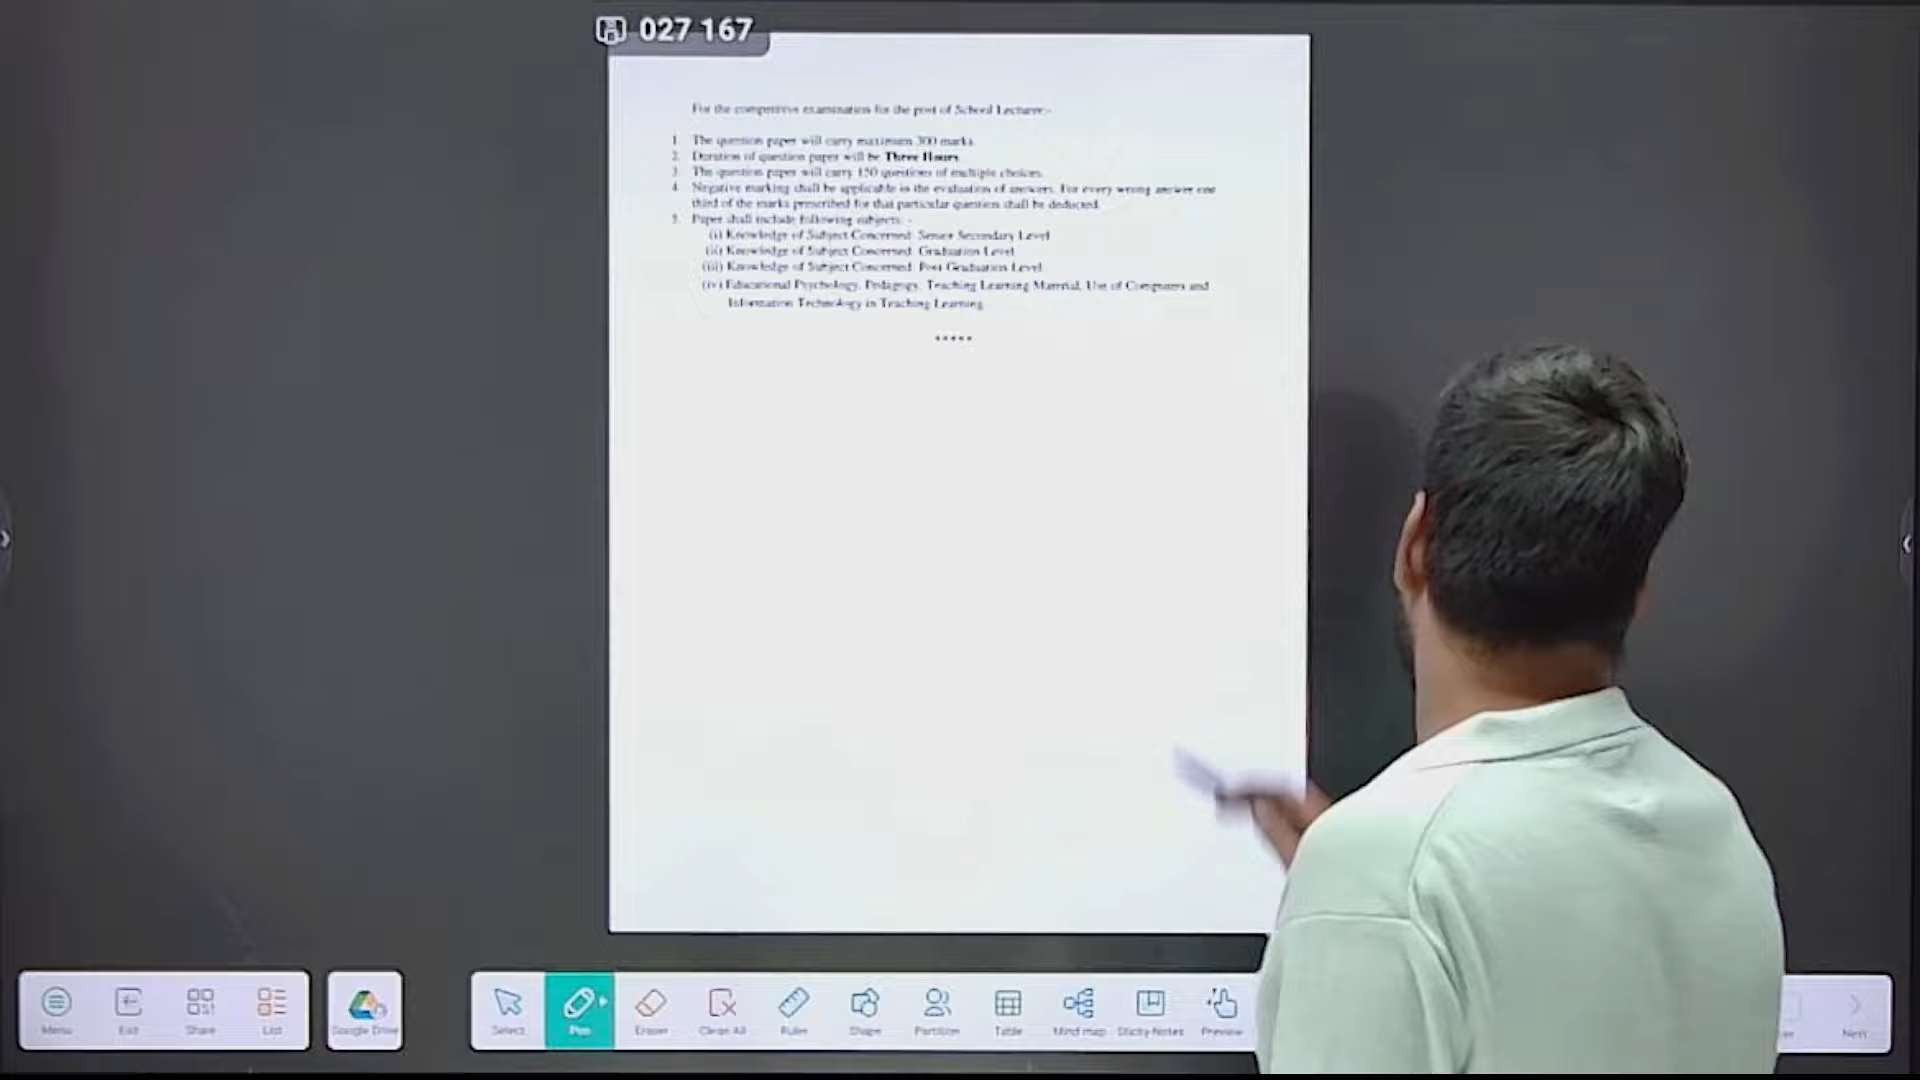 027 167
For the competitive examination for the post of School Lecturer:-
1. The question paper will carry maximum 300 marks.
2. Duration of question paper will be Three Hours.
3. The question paper will carry 150 questions of multiple choices.
4. Negative marking shall be applicable in the evaluation of answers. For every wrong answer one
third of the marks prescribed for that particular question shall be deducted.
5. Paper shall include following subjects: -
(i) Knowledge of Subject Concerned: Senior Secondary Level
(ii) Knowledge of Subject Concerned: Graduation Level
(iii) Knowledge of Subject Concerned: Post Graduation Level
(iv) Educational Psychology, Pedagogy, Teaching Learning Material, Use of Computers and
Information Technology in Teaching Learning.
*****
Menu Exit Share List Google Drive Select Pen Eraser Clean All Ruler Shape Partition Table Mind map Sticky Notes Preview Next